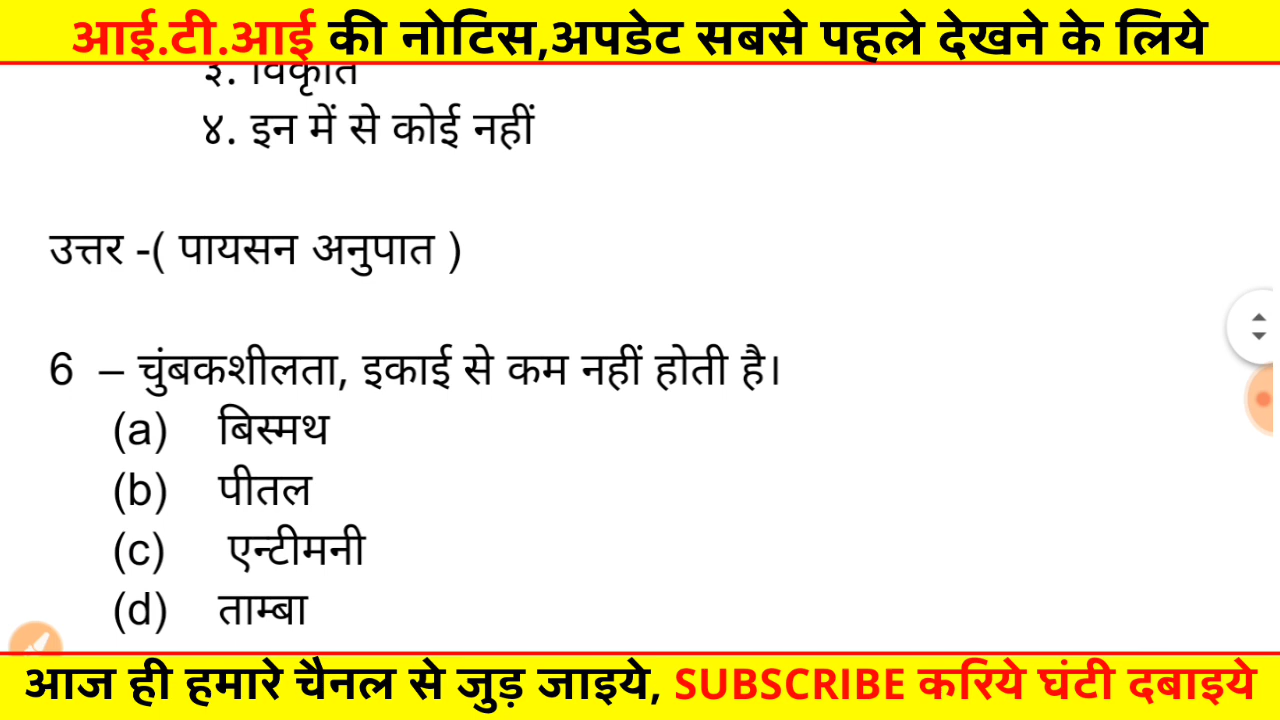 आई.टी.आई की नोटिस,अपडेट सबसे पहले देखने के लिये
३. विकृति
४. इन में से कोई नहीं
उत्तर -( पायसन अनुपात )
6 – चुंबकशीलता, इकाई से कम नहीं होती है।
(a) बिस्मथ
(b) पीतल
(c) एन्टीमनी
(d) ताम्बा
आज ही हमारे चैनल से जुड़ जाइये, SUBSCRIBE करिये घंटी दबाइये